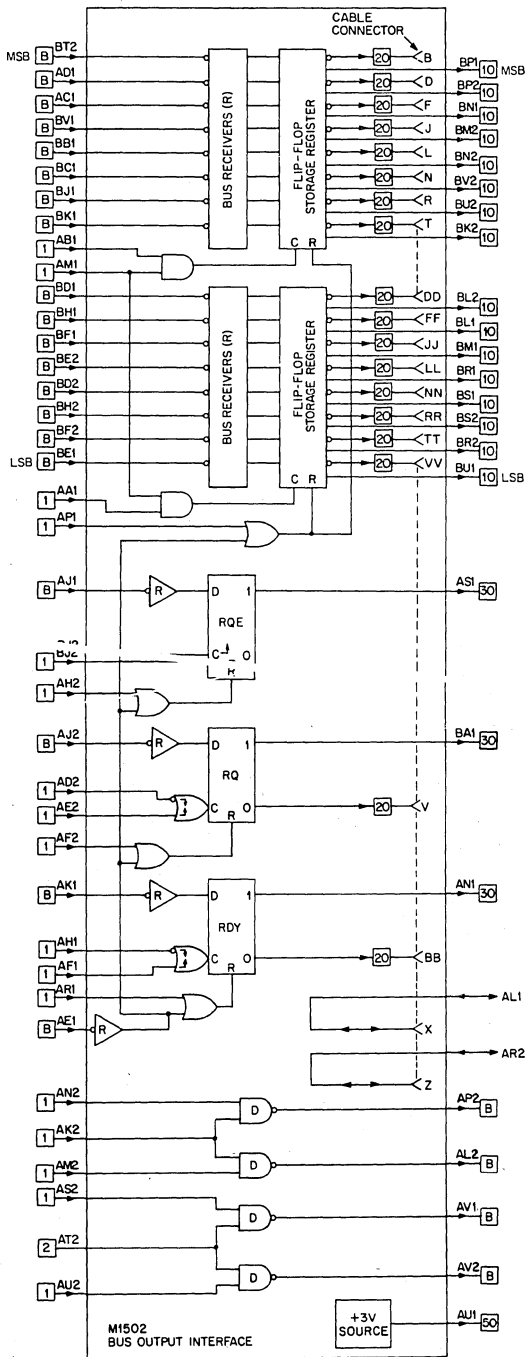 CABLE
CONNECTOR
MSB B BT2 20 B
BP1 10 MSB
B AD1 20 D
BP2 10
B AC1 20 F
BN1 10
B BV1 20 J
BM2 10
B BB1 20 L
BN2 10
B BC1 20 N
BV2 10
B BJ1 20 R
BU2 10
B BK1 20 T
BK2 10
BUS RECEIVERS (R)
FLIP-FLOP
STORAGE REGISTER
1 AB1
C R
1 AM1
B BD1 20 DD
BL2 10
B BH1 20 FF
BL1 10
B BF1 20 JJ
BM1 10
B BE2 20 LL
BR1 10
B BD2 20 NN
BS1 10
B BH2 20 RR
BS2 10
B BF2 20 TT
BR2 10
LSB B BE1 20 VV
BU1 10 LSB
BUS RECEIVERS (R)
FLIP-FLOP
STORAGE REGISTER
C R
1 AA1
1 AP1
B AJ1 R D 1 AS1 30
RQE
1 BJ2 C 0
R
1 AH2
B AJ2 R D 1 BA1 30
RQ
1 AD2
C 0 20 V
1 AE2
R
1 AF2
B AK1 R D 1 AN1 30
RDY
1 AH1
C 0 20 BB
1 AF1
R
1 AR1
AL1
B AE1 R
X
AR2
Z
1 AN2 D AP2 B
1 AK2
1 AM2 D AL2 B
1 AS2 D AV1 B
2 AT2
1 AU2 D AV2 B
+3V
SOURCE
AU1 50
M1502
BUS OUTPUT INTERFACE